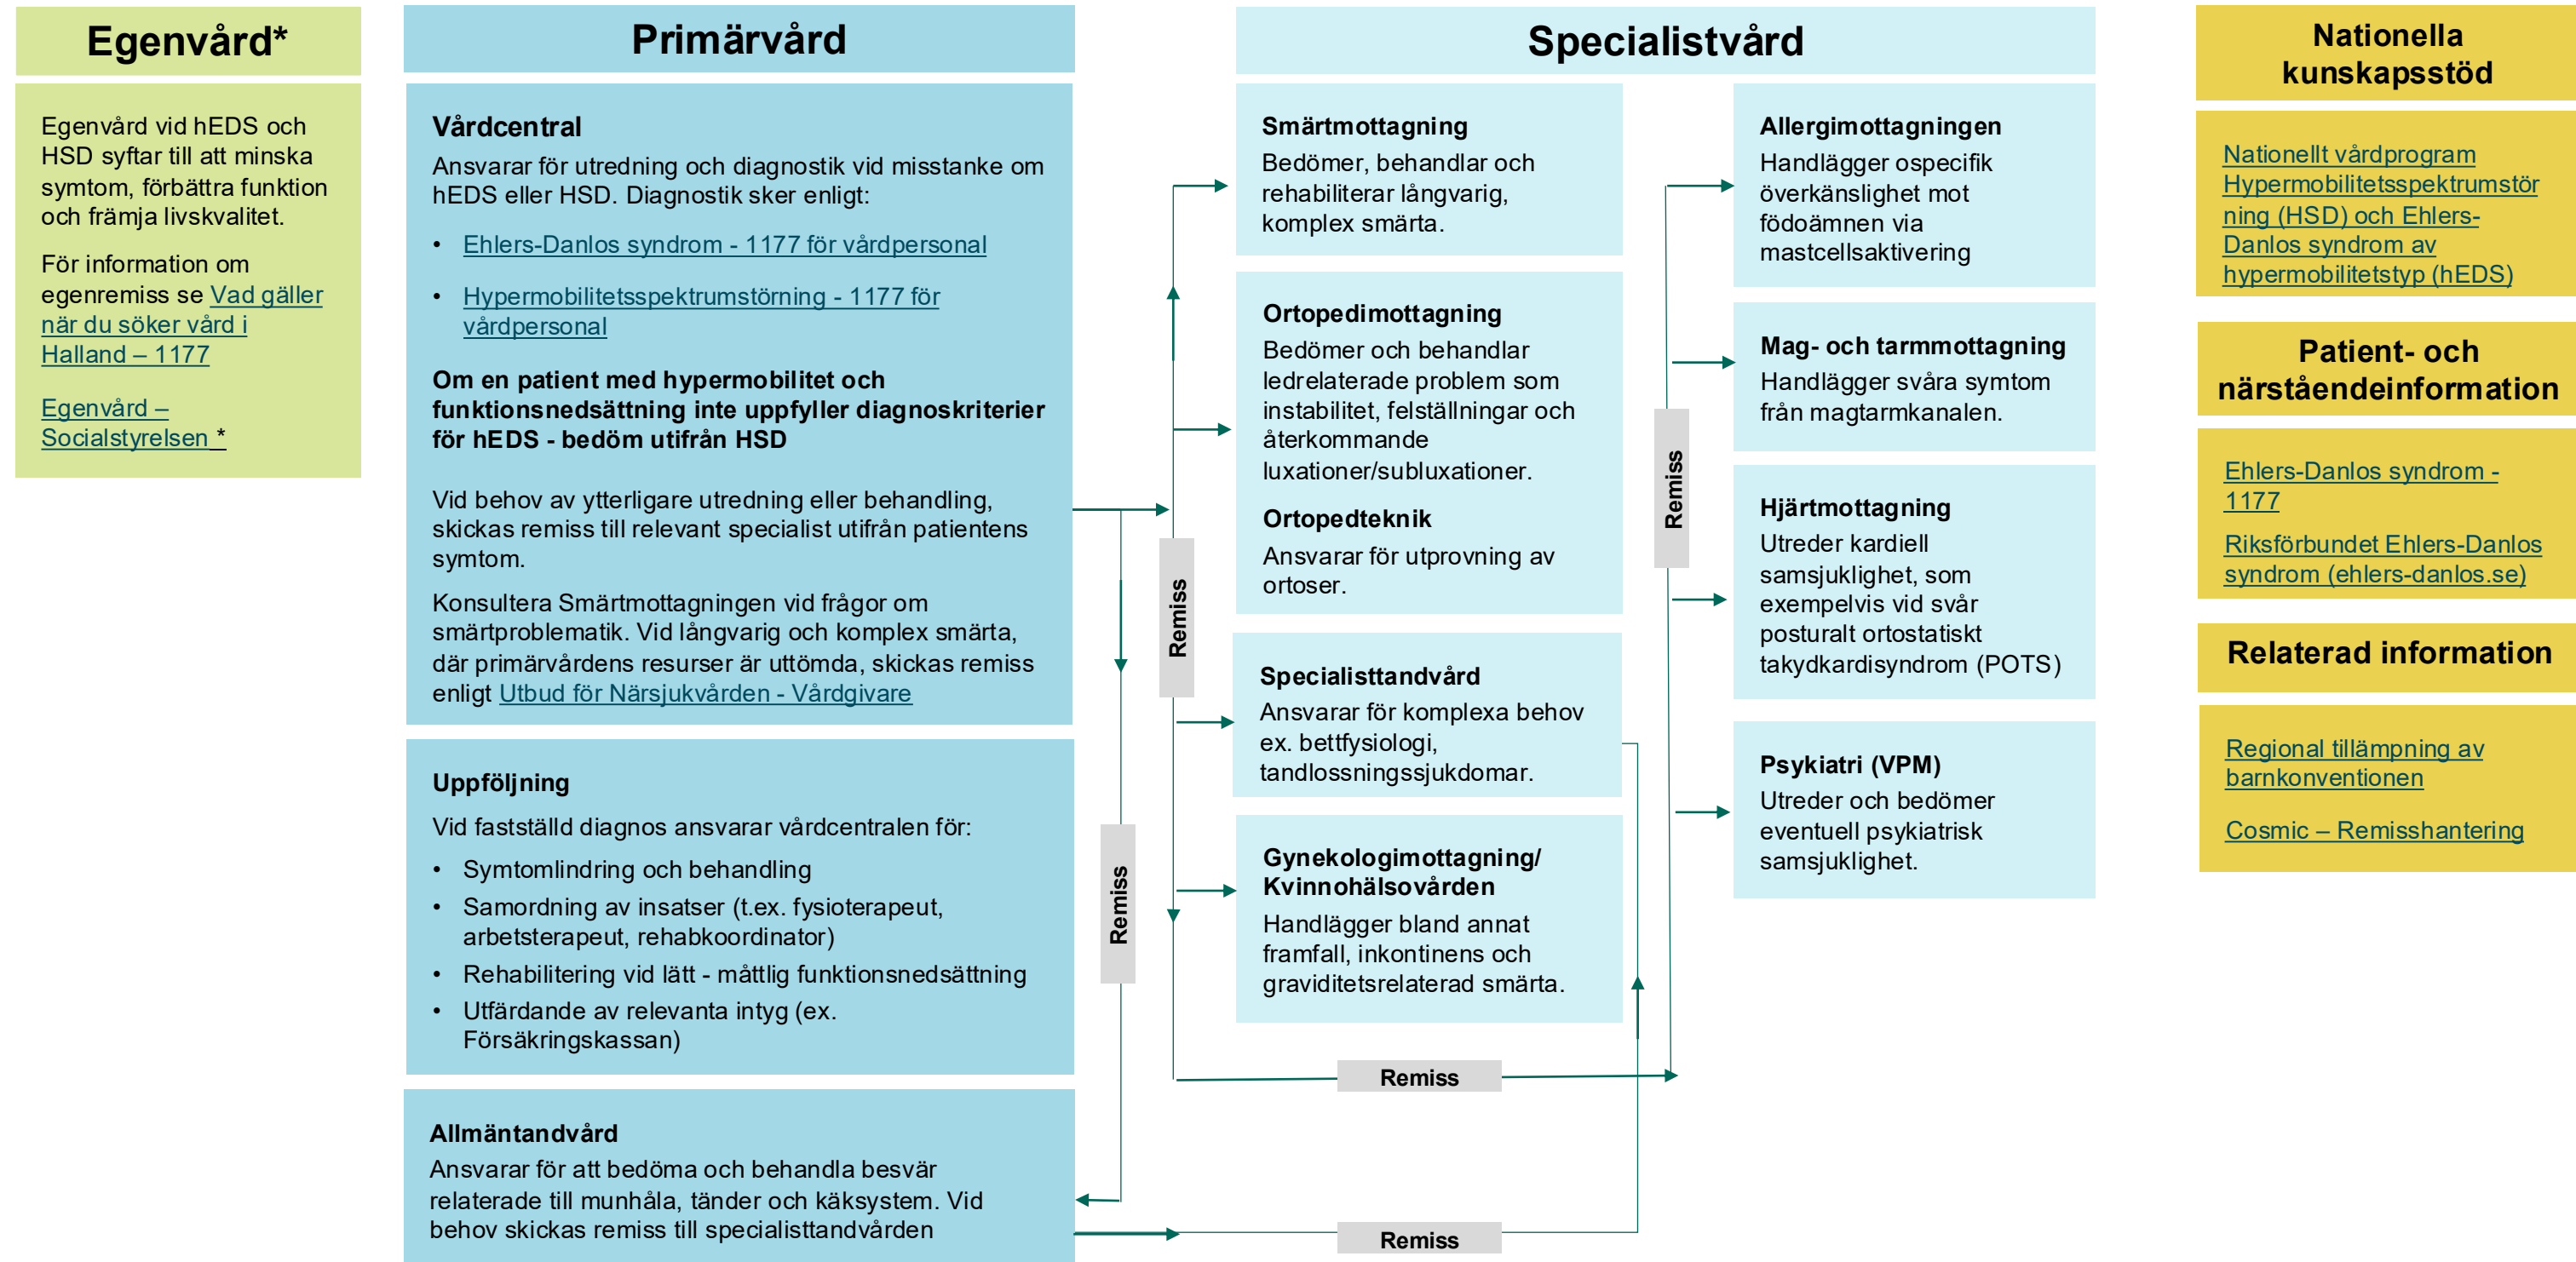 Egenvård*
Egenvård vid hEDS och
HSD syftar till att minska
symtom, förbättra funktion
och främja livskvalitet.
För information om
egenremiss se Vad gäller
när du söker vård i
Halland – 1177
Egenvård –
Socialstyrelsen *
Primärvård
Vårdcentral
Ansvarar för utredning och diagnostik vid misstanke om
hEDS eller HSD. Diagnostik sker enligt:
• Ehlers-Danlos syndrom - 1177 för vårdpersonal
• Hypermobilitetsspektrumstörning - 1177 för
vårdpersonal
Om en patient med hypermobilitet och
funktionsnedsättning inte uppfyller diagnoskriterier
för hEDS - bedöm utifrån HSD
Vid behov av ytterligare utredning eller behandling,
skickas remiss till relevant specialist utifrån patientens
symtom.
Konsultera Smärtmottagningen vid frågor om
smärtproblematik. Vid långvarig och komplex smärta,
där primärvårdens resurser är uttömda, skickas remiss
enligt Utbud för Närsjukvården - Vårdgivare
Uppföljning
Vid fastställd diagnos ansvarar vårdcentralen för:
• Symtomlindring och behandling
• Samordning av insatser (t.ex. fysioterapeut,
arbetsterapeut, rehabkoordinator)
• Rehabilitering vid lätt - måttlig funktionsnedsättning
• Utfärdande av relevanta intyg (ex.
Försäkringskassan)
Allmäntandvård
Ansvarar för att bedöma och behandla besvär
relaterade till munhåla, tänder och käksystem. Vid
behov skickas remiss till specialisttandvården
Remiss
Remiss
Specialistvård
Smärtmottagning
Bedömer, behandlar och
rehabiliterar långvarig,
komplex smärta.
Ortopedimottagning
Bedömer och behandlar
ledrelaterade problem som
instabilitet, felställningar och
återkommande
luxationer/subluxationer.
Ortopedteknik
Ansvarar för utprovning av
ortoser.
Specialisttandvård
Ansvarar för komplexa behov
ex. bettfysiologi,
tandlossningssjukdomar.
Gynekologimottagning/
Kvinnohälsovården
Handlägger bland annat
framfall, inkontinens och
graviditetsrelaterad smärta.
Remiss
Remiss
Remiss
Allergimottagningen
Handlägger ospecifik
överkänslighet mot
födoämnen via
mastcellsaktivering
Mag- och tarmmottagning
Handlägger svåra symtom
från magtarmkanalen.
Hjärtmottagning
Utreder kardiell
samsjuklighet, som
exempelvis vid svår
posturalt ortostatiskt
takydkardisyndrom (POTS)
Psykiatri (VPM)
Utreder och bedömer
eventuell psykiatrisk
samsjuklighet.
Nationella
kunskapsstöd
Nationellt vårdprogram
Hypermobilitetsspektrumstör
ning (HSD) och Ehlers-
Danlos syndrom av
hypermobilitetstyp (hEDS)
Patient- och
närståendeinformation
Ehlers-Danlos syndrom -
1177
Riksförbundet Ehlers-Danlos
syndrom (ehlers-danlos.se)
Relaterad information
Regional tillämpning av
barnkonventionen
Cosmic – Remisshantering